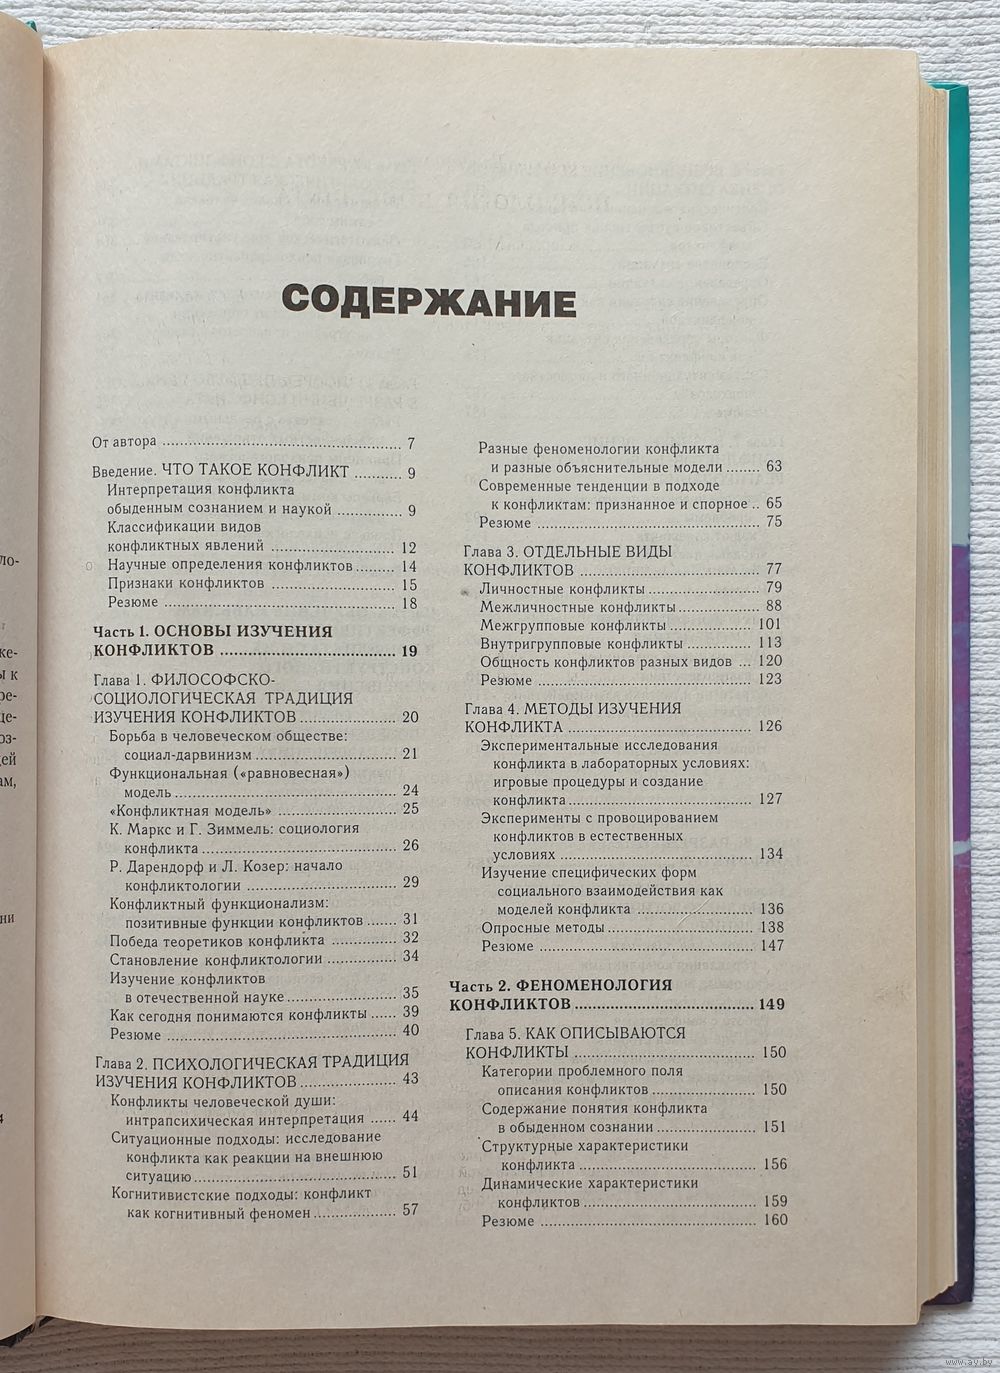 СОДЕРЖАНИЕ
От автора ........ 7
Введение. ЧТО ТАКОЕ КОНФЛИКТ ........ 9
Интерпретация конфликта
обыденным сознанием и наукой ........ 9
Классификации видов
конфликтных явлений ........ 12
Научные определения конфликтов ........ 14
Признаки конфликтов ........ 15
Резюме ........ 18
Часть 1. ОСНОВЫ ИЗУЧЕНИЯ
КОНФЛИКТОВ ........ 19
Глава 1. ФИЛОСОФСКО-
СОЦИОЛОГИЧЕСКАЯ ТРАДИЦИЯ
ИЗУЧЕНИЯ КОНФЛИКТОВ ........ 20
Борьба в человеческом обществе:
социал-дарвинизм ........ 21
Функциональная («равновесная»)
модель ........ 24
«Конфликтная модель» ........ 25
К. Маркс и Г. Зиммель: социология
конфликта ........ 26
Р. Дарендорф и Л. Козер: начало
конфликтологии ........ 29
Конфликтный функционализм:
позитивные функции конфликтов ........ 31
Победа теоретиков конфликта ........ 32
Становление конфликтологии ........ 34
Изучение конфликтов
в отечественной науке ........ 35
Как сегодня понимаются конфликты ........ 39
Резюме ........ 40
Глава 2. ПСИХОЛОГИЧЕСКАЯ ТРАДИЦИЯ
ИЗУЧЕНИЯ КОНФЛИКТОВ ........ 43
Конфликты человеческой души:
интрапсихическая интерпретация ........ 44
Ситуационные подходы: исследование
конфликта как реакции на внешнюю
ситуацию ........ 51
Когнитивистские подходы: конфликт
как когнитивный феномен ........ 57
Разные феноменологии конфликта
и разные объяснительные модели ........ 63
Современные тенденции в подходе
к конфликтам: признанное и спорное .. 65
Резюме ........ 75
Глава 3. ОТДЕЛЬНЫЕ ВИДЫ
КОНФЛИКТОВ ........ 77
Личностные конфликты ........ 79
Межличностные конфликты ........ 88
Межгрупповые конфликты ........ 101
Внутригрупповые конфликты ........ 113
Общность конфликтов разных видов ... 120
Резюме ........ 123
Глава 4. МЕТОДЫ ИЗУЧЕНИЯ
КОНФЛИКТА ........ 126
Экспериментальные исследования
конфликта в лабораторных условиях:
игровые процедуры и создание
конфликта ........ 127
Эксперименты с провоцированием
конфликтов в естественных
условиях ........ 134
Изучение специфических форм
социального взаимодействия как
моделей конфликта ........ 136
Опросные методы ........ 138
Резюме ........ 147
Часть 2. ФЕНОМЕНОЛОГИЯ
КОНФЛИКТОВ ........ 149
Глава 5. КАК ОПИСЫВАЮТСЯ
КОНФЛИКТЫ ........ 150
Категории проблемного поля
описания конфликтов ........ 150
Содержание понятия конфликта
в обыденном сознании ........ 151
Структурные характеристики
конфликта ........ 156
Динамические характеристики
конфликтов ........ 159
Резюме ........ 160
www.ay.by